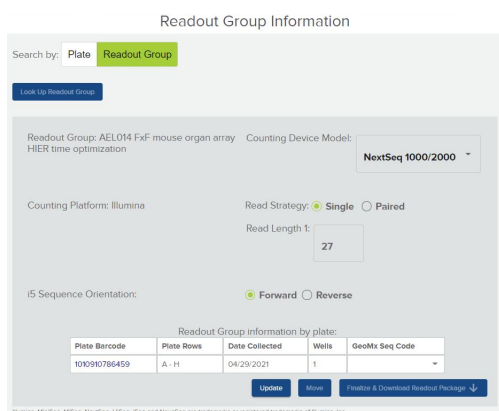 Readout Group Information
Search by: Plate Readout Group
Look Up Readout Group
Readout Group: AEL014 FxF mouse organ array
HIER time optimization
Counting Device Model:
NextSeq 1000/2000
Counting Platform: Illumina
Read Strategy: Single Paired
Read Length 1:
27
i5 Sequence Orientation:
Forward Reverse
Readout Group information by plate:
Plate Barcode Plate Rows Date Collected Wells GeoMx Seq Code
1010910786459 A - H 04/29/2021 1
Update Move Finalize & Download Readout Package